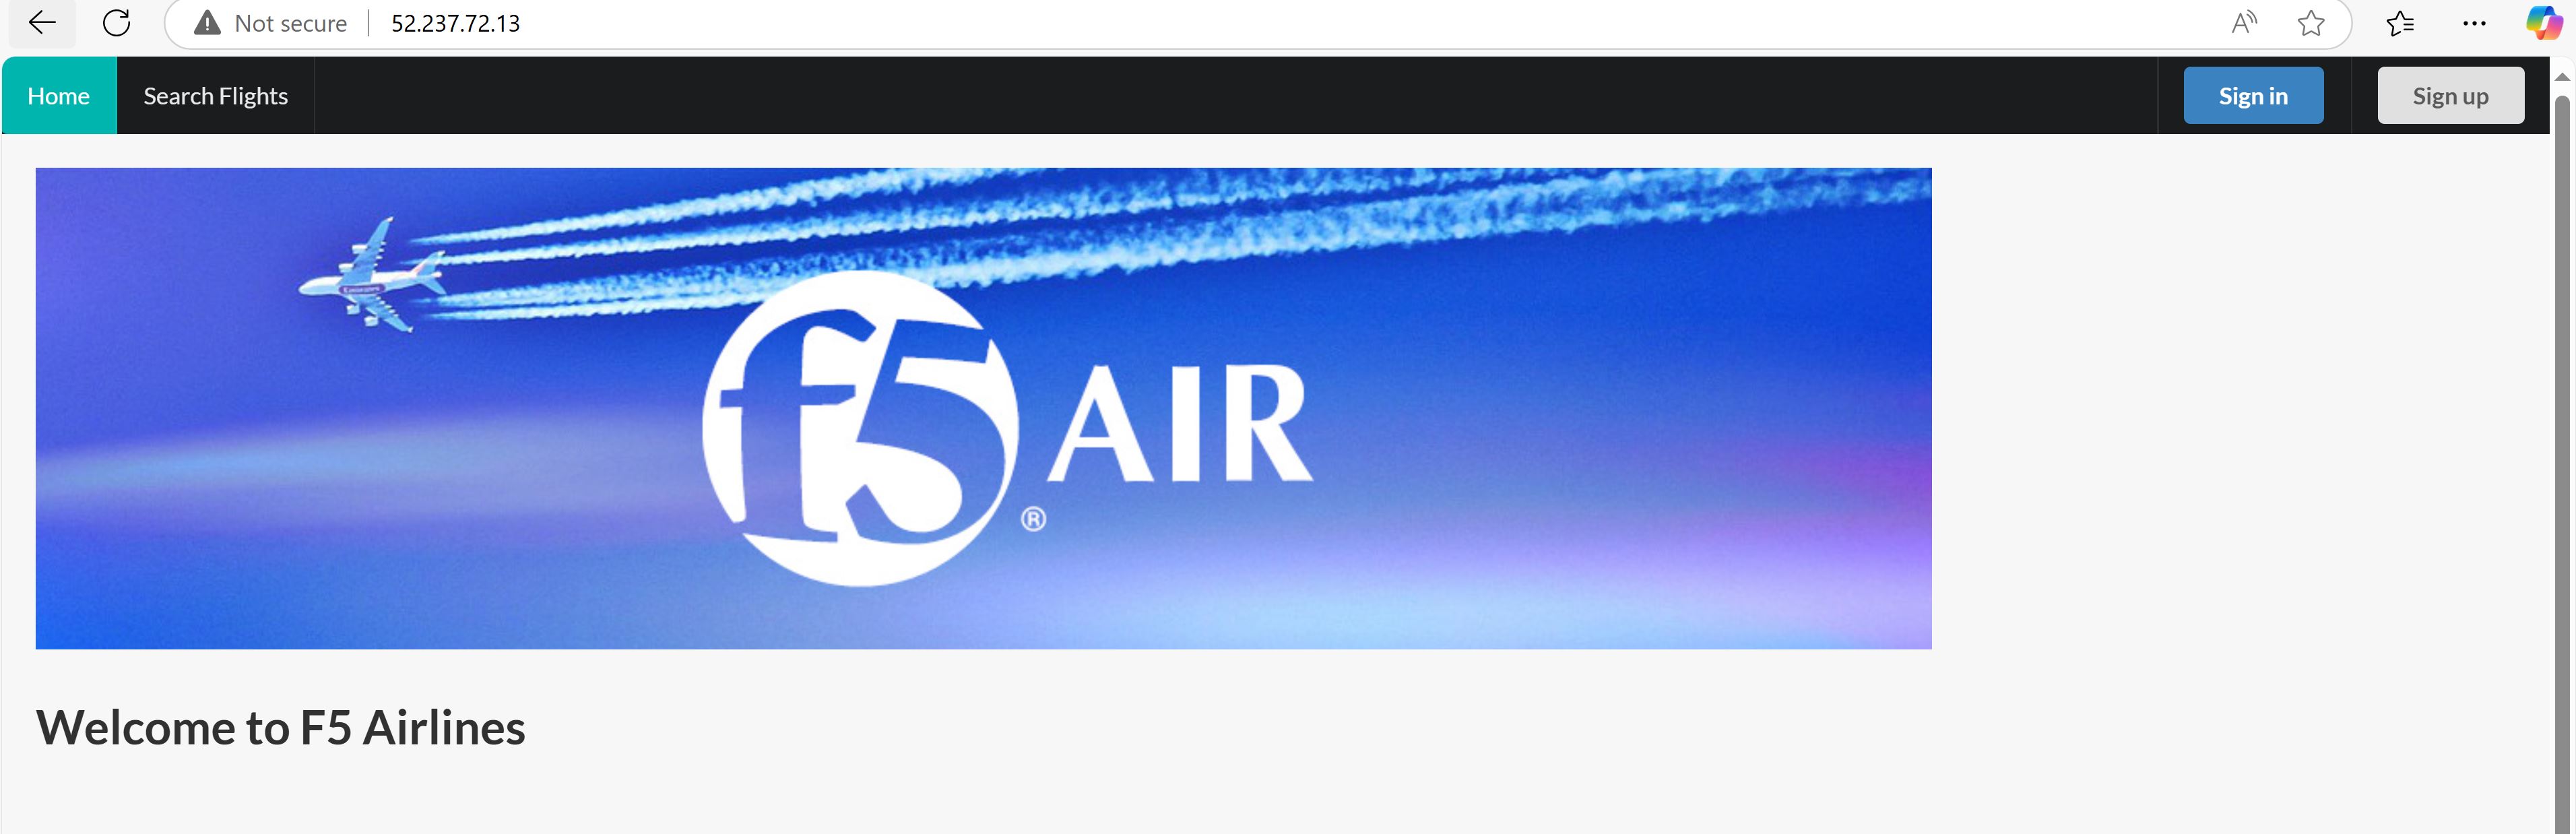 Not secure 52.237.72.13
Home Search Flights Sign in Sign up
Emirates
f5 AIR
®
Welcome to F5 Airlines